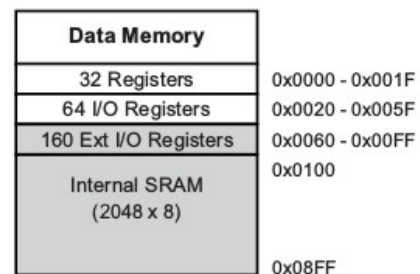 Data Memory
32 Registers 0x0000 - 0x001F
64 I/O Registers 0x0020 - 0x005F
160 Ext I/O Registers 0x0060 - 0x00FF
0x0100
Internal SRAM
(2048 x 8)
0x08FF